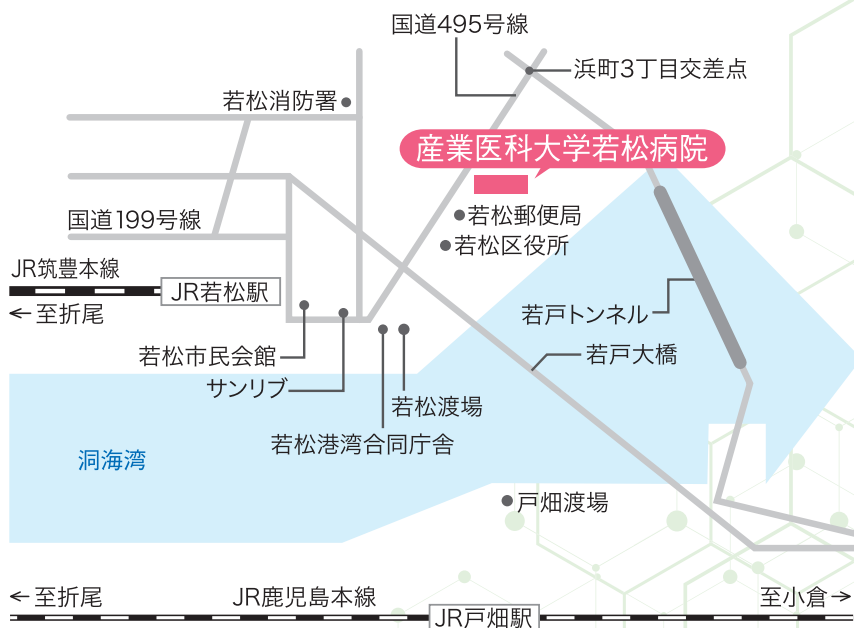 国道495号線
浜町3丁目交差点
若松消防署
産業医科大学若松病院
国道199号線
若松郵便局
若松区役所
JR筑豊本線
JR若松駅
←至折尾
若戸トンネル
若松市民会館
若戸大橋
サンリブ
若松渡場
若松港湾合同庁舎
洞海湾
戸畑渡場
←至折尾
JR鹿児島本線
至小倉→
JR戸畑駅